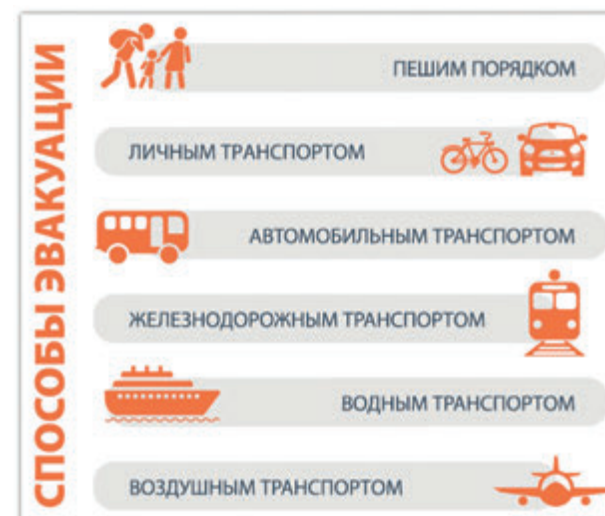 СПОСОБЫ ЭВАКУАЦИИ
ПЕШИМ ПОРЯДКОМ
ЛИЧНЫМ ТРАНСПОРТОМ
АВТОМОБИЛЬНЫМ ТРАНСПОРТОМ
ЖЕЛЕЗНОДОРОЖНЫМ ТРАНСПОРТОМ
ВОДНЫМ ТРАНСПОРТОМ
ВОЗДУШНЫМ ТРАНСПОРТОМ